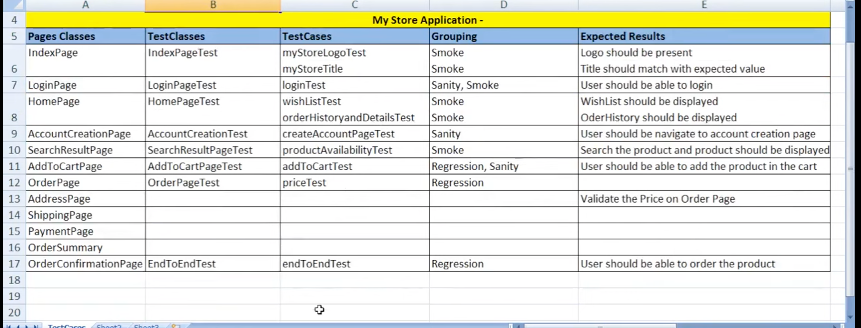 A B C D E
4 My Store Application -
5 Pages Classes TestClasses TestCases Grouping Expected Results
IndexPage IndexPageTest myStoreLogoTest Smoke Logo should be present
6 myStoreTitle Smoke Title should match with expected value
7 LoginPage LoginPageTest loginTest Sanity, Smoke User should be able to login
HomePage HomePageTest wishListTest Smoke WishList should be displayed
8 orderHistoryandDetailsTest Smoke OderHistory should be displayed
9 AccountCreationPage AccountCreationTest createAccountPageTest Sanity User should be navigate to account creation page
10 SearchResultPage SearchResultPageTest productAvailabilityTest Smoke Search the product and product should be displayed
11 AddToCartPage AddToCartPageTest addToCartTest Regression, Sanity User should be able to add the product in the cart
12 OrderPage OrderPageTest priceTest Regression
13 AddressPage Validate the Price on Order Page
14 ShippingPage
15 PaymentPage
16 OrderSummary
17 OrderConfirmationPage EndToEndTest endToEndTest Regression User should be able to order the product
18
19
20
TestCases Sheet2 Sheet3